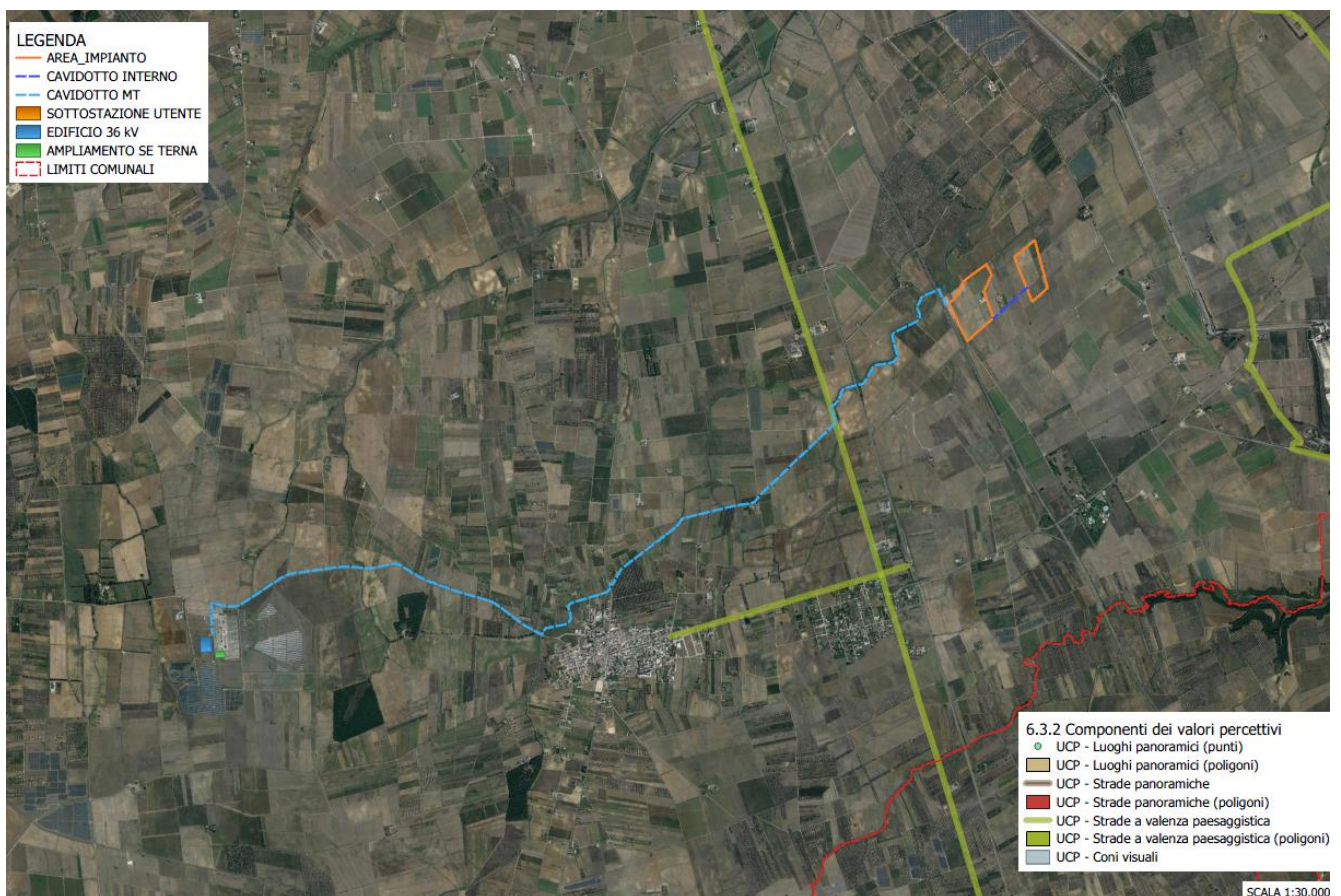 LEGENDA
AREA_IMPIANTO
CAVIDOTTO INTERNO
CAVIDOTTO MT
SOTTOSTAZIONE UTENTE
EDIFICIO 36 kV
AMPLIAMENTO SE TERNA
LIMITI COMUNALI
6.3.2 Componenti dei valori percettivi
UCP - Luoghi panoramici (punti)
UCP - Luoghi panoramici (poligoni)
UCP - Strade panoramiche
UCP - Strade panoramiche (poligoni)
UCP - Strade a valenza paesaggistica
UCP - Strade a valenza paesaggistica (poligoni)
UCP - Coni visuali
SCALA 1:30.000